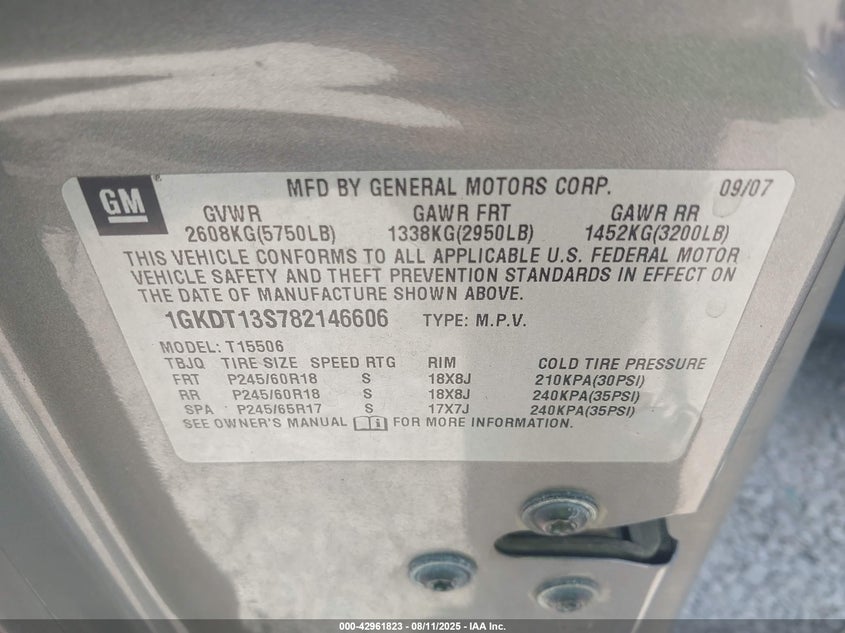 GM MFD BY GENERAL MOTORS CORP. 09/07
GVWR GAWR FRT GAWR RR
2608KG(5750LB) 1338KG(2950LB) 1452KG(3200LB)
THIS VEHICLE CONFORMS TO ALL APPLICABLE U.S. FEDERAL MOTOR
VEHICLE SAFETY AND THEFT PREVENTION STANDARDS IN EFFECT ON
THE DATE OF MANUFACTURE SHOWN ABOVE.
1GKDT13S782146606 TYPE: M.P.V.
MODEL: T15506
TBJQ TIRE SIZE SPEED RTG RIM COLD TIRE PRESSURE
FRT P245/60R18 S 18X8J 210KPA(30PSI)
RR P245/60R18 S 18X8J 240KPA(35PSI)
SPA P245/65R17 S 17X7J 240KPA(35PSI)
SEE OWNER'S MANUAL FOR MORE INFORMATION.
000-42961823 - 08/11/2025 - IAA Inc.